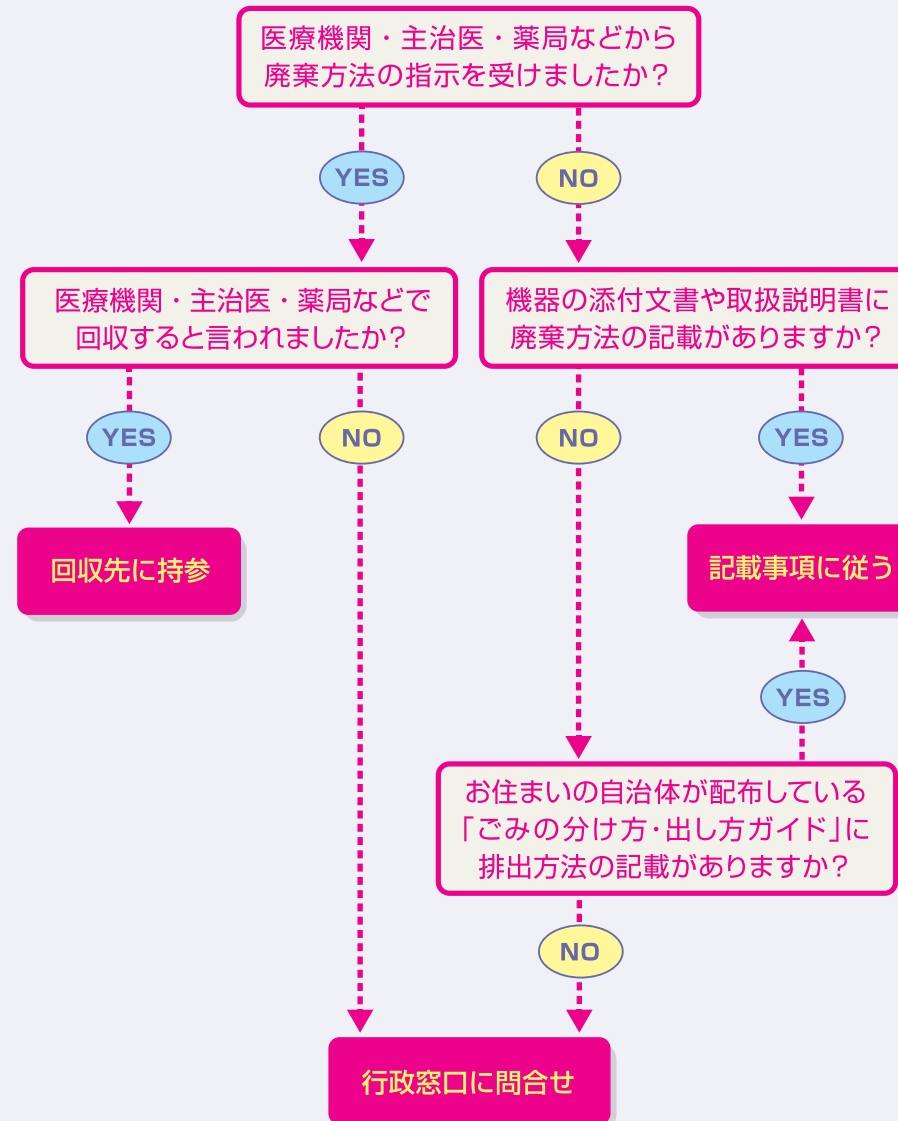 医療機関・主治医・薬局などから
廃棄方法の指示を受けましたか？
YES
NO
医療機関・主治医・薬局などで
回収すると言われましたか？
機器の添付文書や取扱説明書に
廃棄方法の記載がありますか？
YES
NO
NO
YES
回収先に持参
記載事項に従う
YES
お住まいの自治体が配布している
「ごみの分け方・出し方ガイド」に
排出方法の記載がありますか？
NO
行政窓口に問合せ